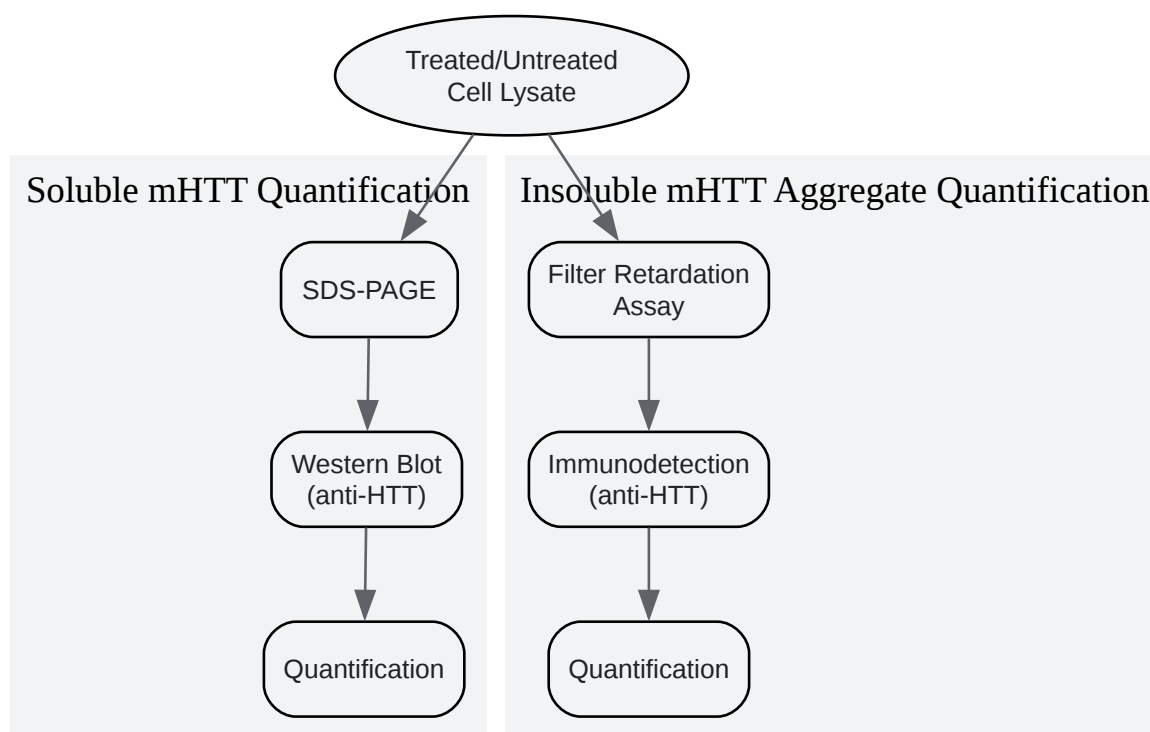 Treated/Untreated
Cell Lysate
Soluble mHTT Quantification
SDS-PAGE
Western Blot
(anti-HTT)
Quantification
Insoluble mHTT Aggregate Quantification
Filter Retardation
Assay
Immunodetection
(anti-HTT)
Quantification